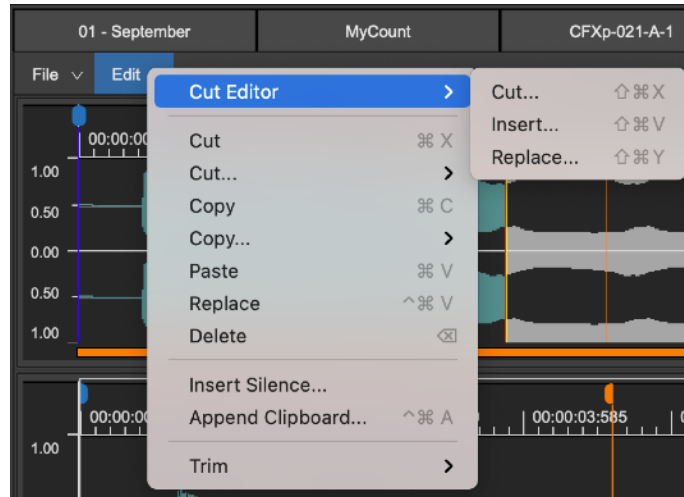 01 - September MyCount CFXp-021-A-1
File Edit
Cut Editor
Cut... ⇧⌘X
Insert... ⇧⌘V
Replace... ⇧⌘Y
Cut ⌘ X
Cut...
Copy ⌘ C
Copy...
Paste ⌘ V
Replace ^⌘ V
Delete ⌫
Insert Silence...
Append Clipboard... ^⌘ A
Trim
00:00:00
1.00
0.50
0.00
0.50
1.00
00:00:00 00:00:03:585
1.00